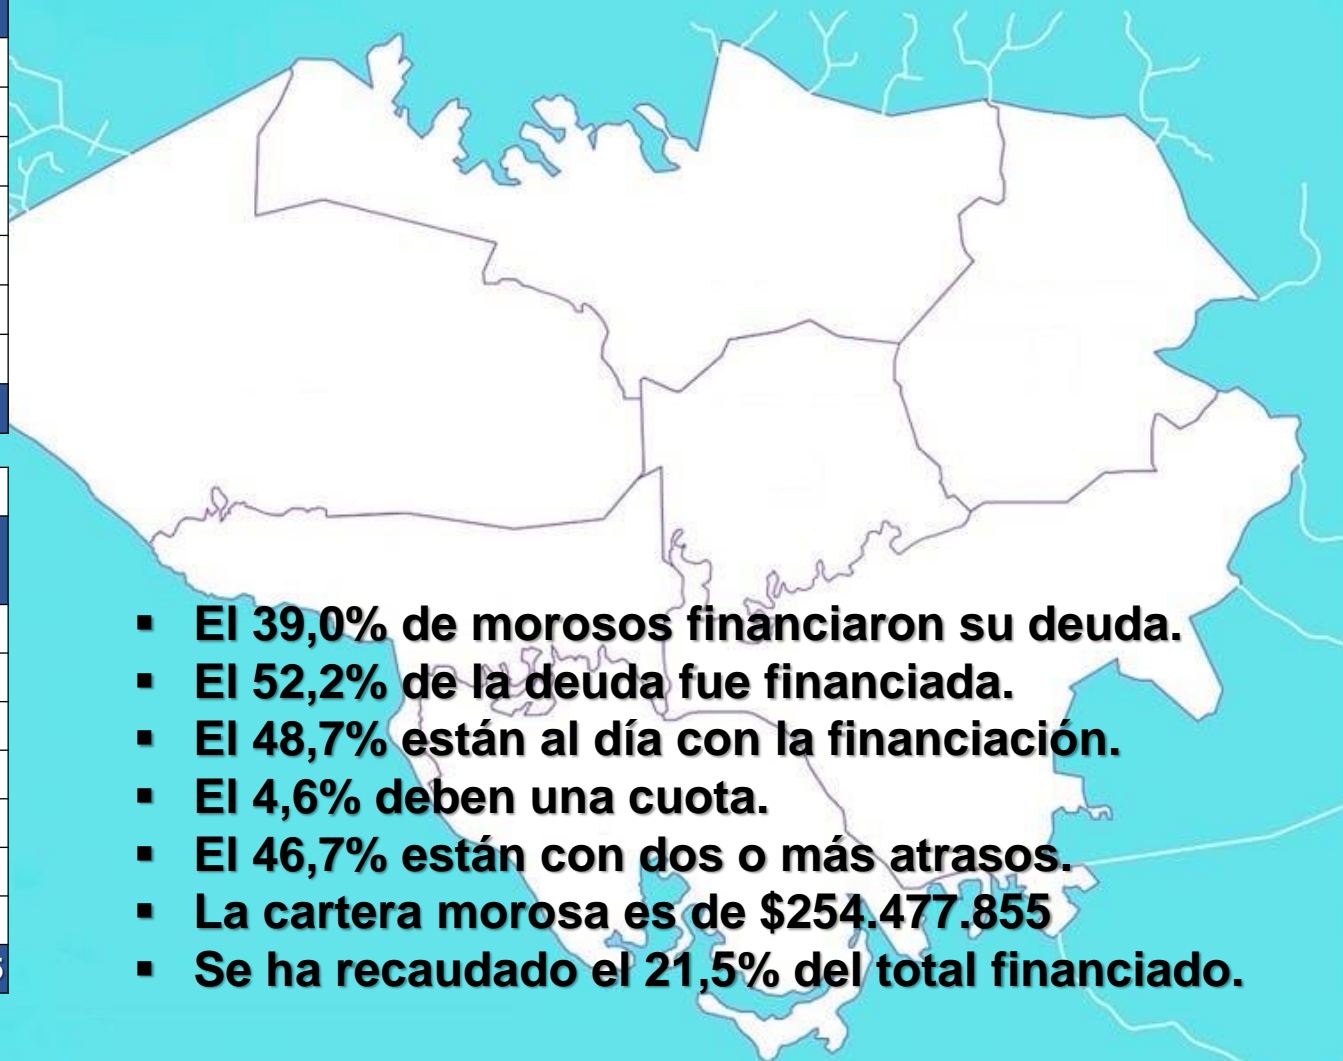 ▪ El 39,0% de morosos financiaron su deuda.
▪ El 52,2% de la deuda fue financiada.
▪ El 48,7% están al día con la financiación.
▪ El 4,6% deben una cuota.
▪ El 46,7% están con dos o más atrasos.
▪ La cartera morosa es de $254.477.855
▪ Se ha recaudado el 21,5% del total financiado.